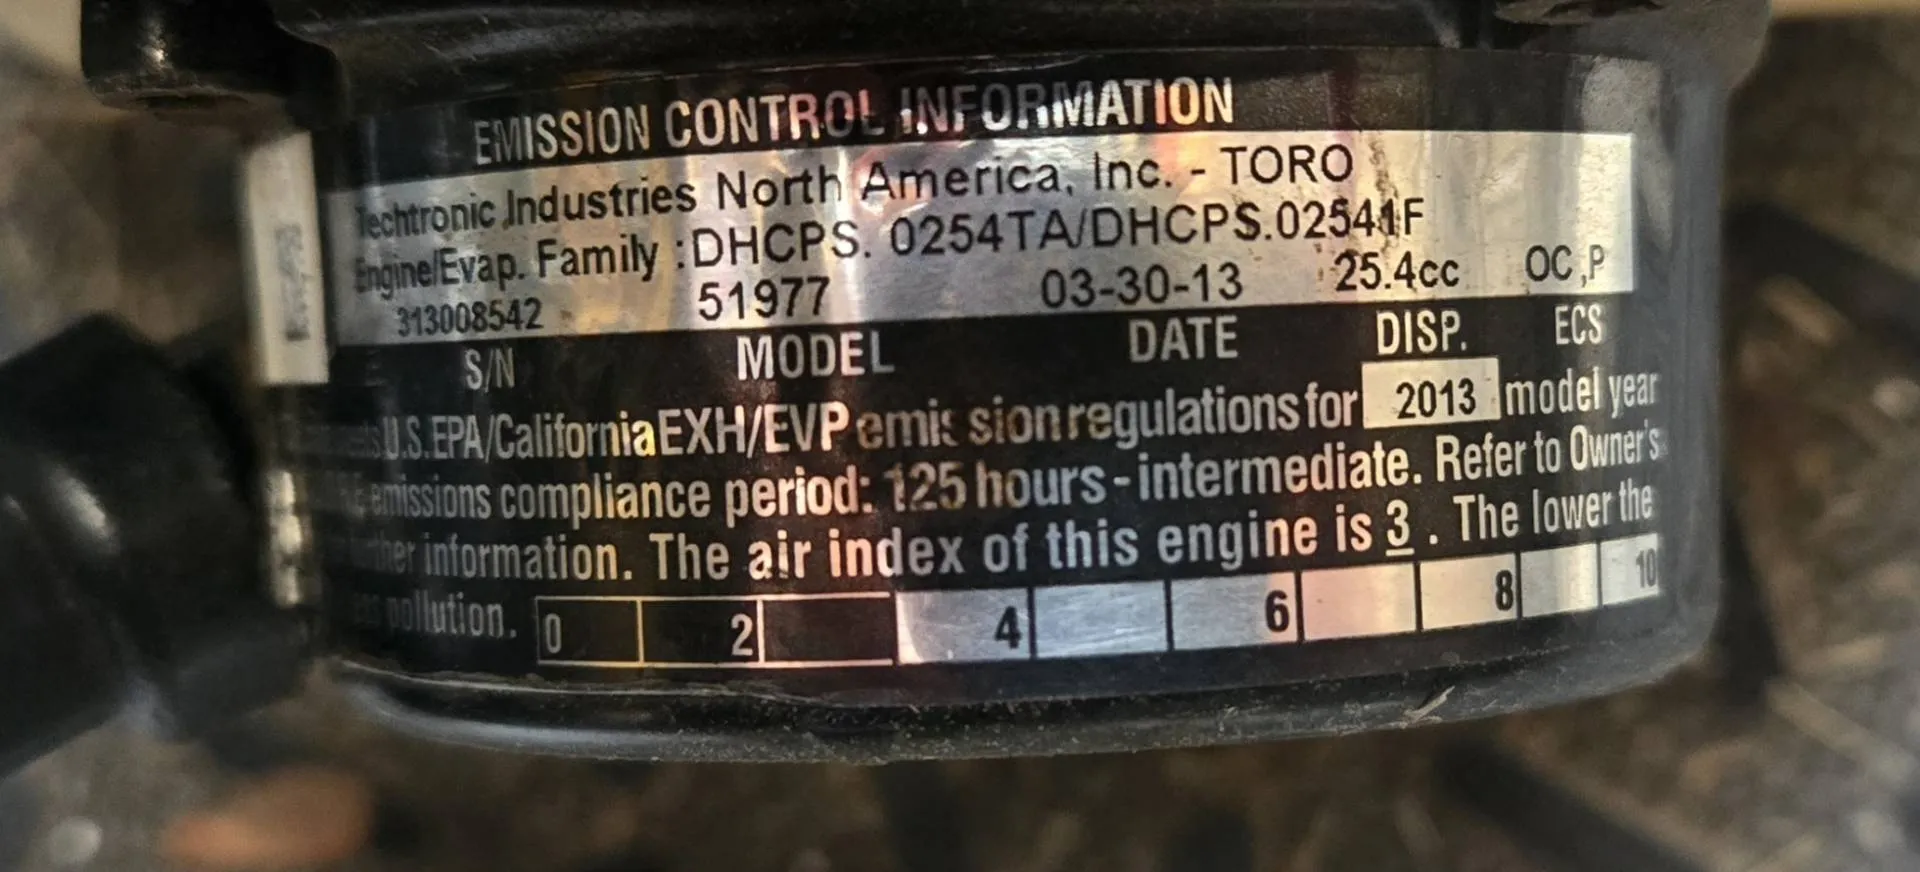 EMISSION CONTROL INFORMATION
Techtronic Industries North America, Inc. - TORO
Engine/Evap. Family : DHCPS. 0254TA/DHCPS.02541F
313008542 51977 03-30-13 25.4cc OC,P
S/N MODEL DATE DISP. ECS
U.S. EPA/California EXH/EVP emission regulations for 2013 model year
emissions compliance period: 125 hours - intermediate. Refer to Owner's
information. The air index of this engine is 3 . The lower the
pollution. 0 2 4 6 8 10